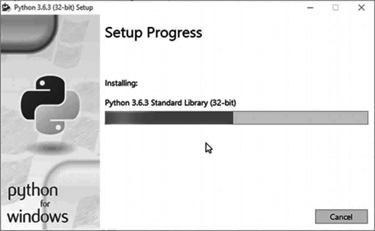 Python 3.6.3 (32-bit) Setup
Setup Progress
Installing:
Python 3.6.3 Standard Library (32-bit)
python
for
windows
Cancel